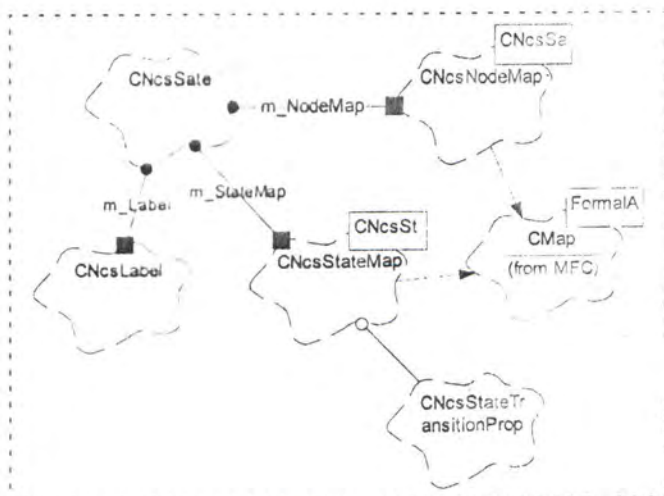 CNcsSa
CNcsSate
CNcsNodeMap
m_NodeMap
m_StateMap
m_Label
FormalA
CNcsSt
CMap
CNcsLabel
CNcsStateMap
(from MFC)
CNcsStateTr
ansitionProp